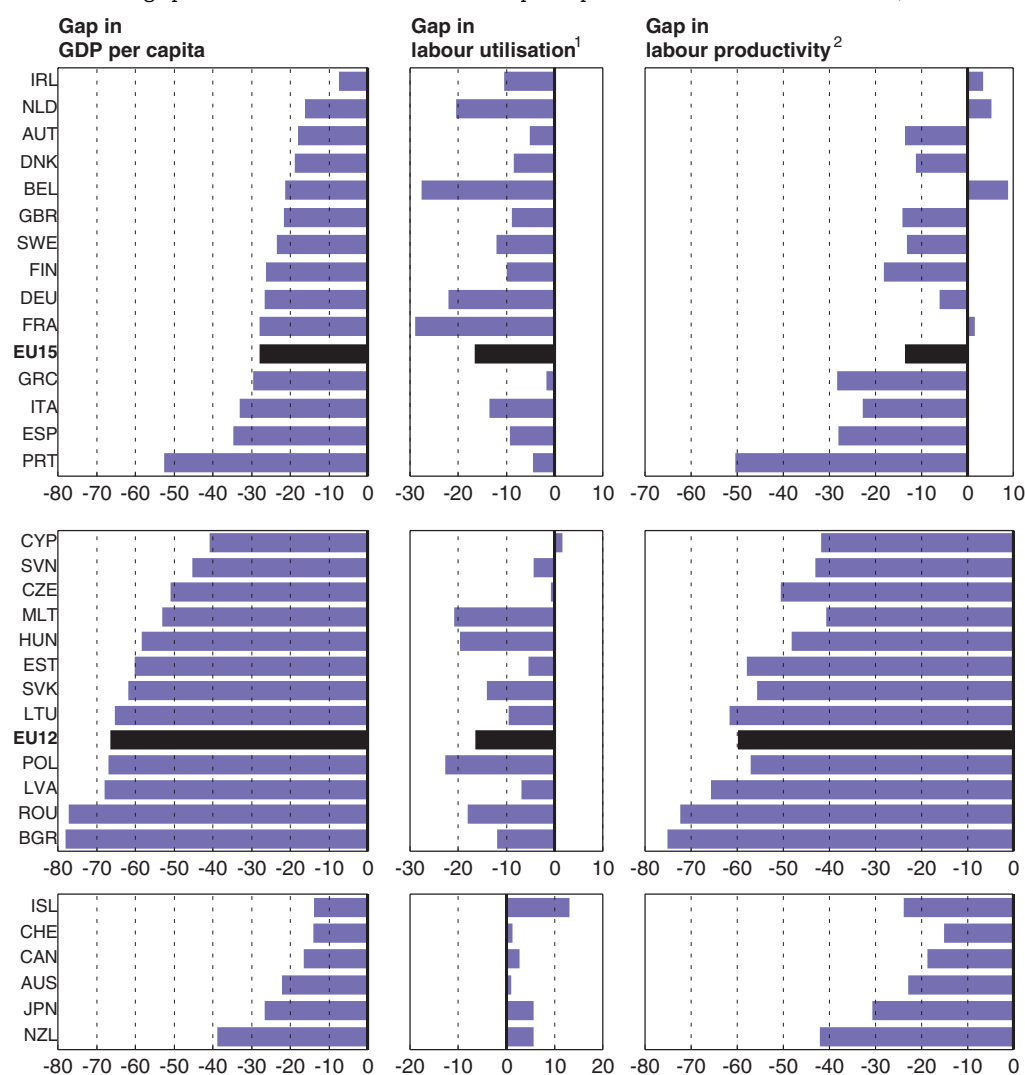 Gap in
GDP per capita
Gap in
labour utilisation1
Gap in
labour productivity2
IRL
NLD
AUT
DNK
BEL
GBR
SWE
FIN
DEU
FRA
EU15
GRC
ITA
ESP
PRT
-80 -70 -60 -50 -40 -30 -20 -10 0
-30 -20 -10 0 10
-70 -60 -50 -40 -30 -20 -10 0 10
CYP
SVN
CZE
MLT
HUN
EST
SVK
LTU
EU12
POL
LVA
ROU
BGR
-80 -70 -60 -50 -40 -30 -20 -10 0
-30 -20 -10 0 10
-80 -70 -60 -50 -40 -30 -20 -10 0
ISL
CHE
CAN
AUS
JPN
NZL
-80 -70 -60 -50 -40 -30 -20 -10 0
-20 -10 0 10 20
-80 -70 -60 -50 -40 -30 -20 -10 0